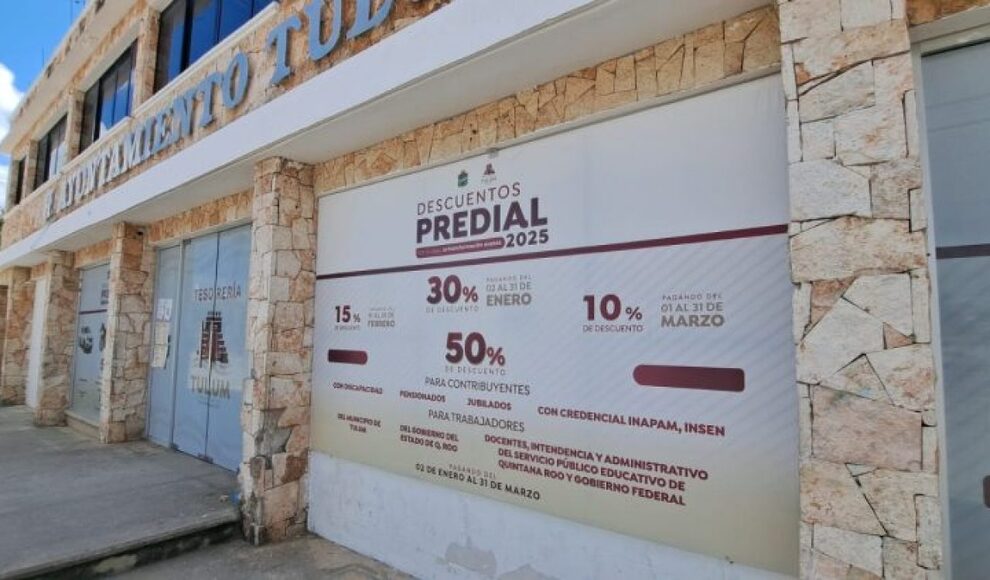 H. AYUNTAMIENTO TULU
TESORERÍA
TULUM
DESCUENTOS
PREDIAL
2025
30%
DE DESCUENTO
PAGANDO DEL
02 AL 31 DE
ENERO
15%
DE DESCUENTO
FEBRERO
10%
DE DESCUENTO
PAGANDO DEL
01 AL 31 DE
MARZO
50%
DE DESCUENTO
PARA CONTRIBUYENTES
CON DISCAPACIDAD
PENSIONADOS
JUBILADOS
CON CREDENCIAL INAPAM, INSEN
PARA TRABAJADORES
DEL MUNICIPIO DE
TULUM
DEL GOBIERNO DEL
ESTADO DE Q. ROO
DOCENTES, INTENDENCIA Y ADMINISTRATIVO
DEL SERVICIO PÚBLICO EDUCATIVO DE
QUINTANA ROO Y GOBIERNO FEDERAL
PAGANDO DEL
02 DE ENERO AL 31 DE MARZO